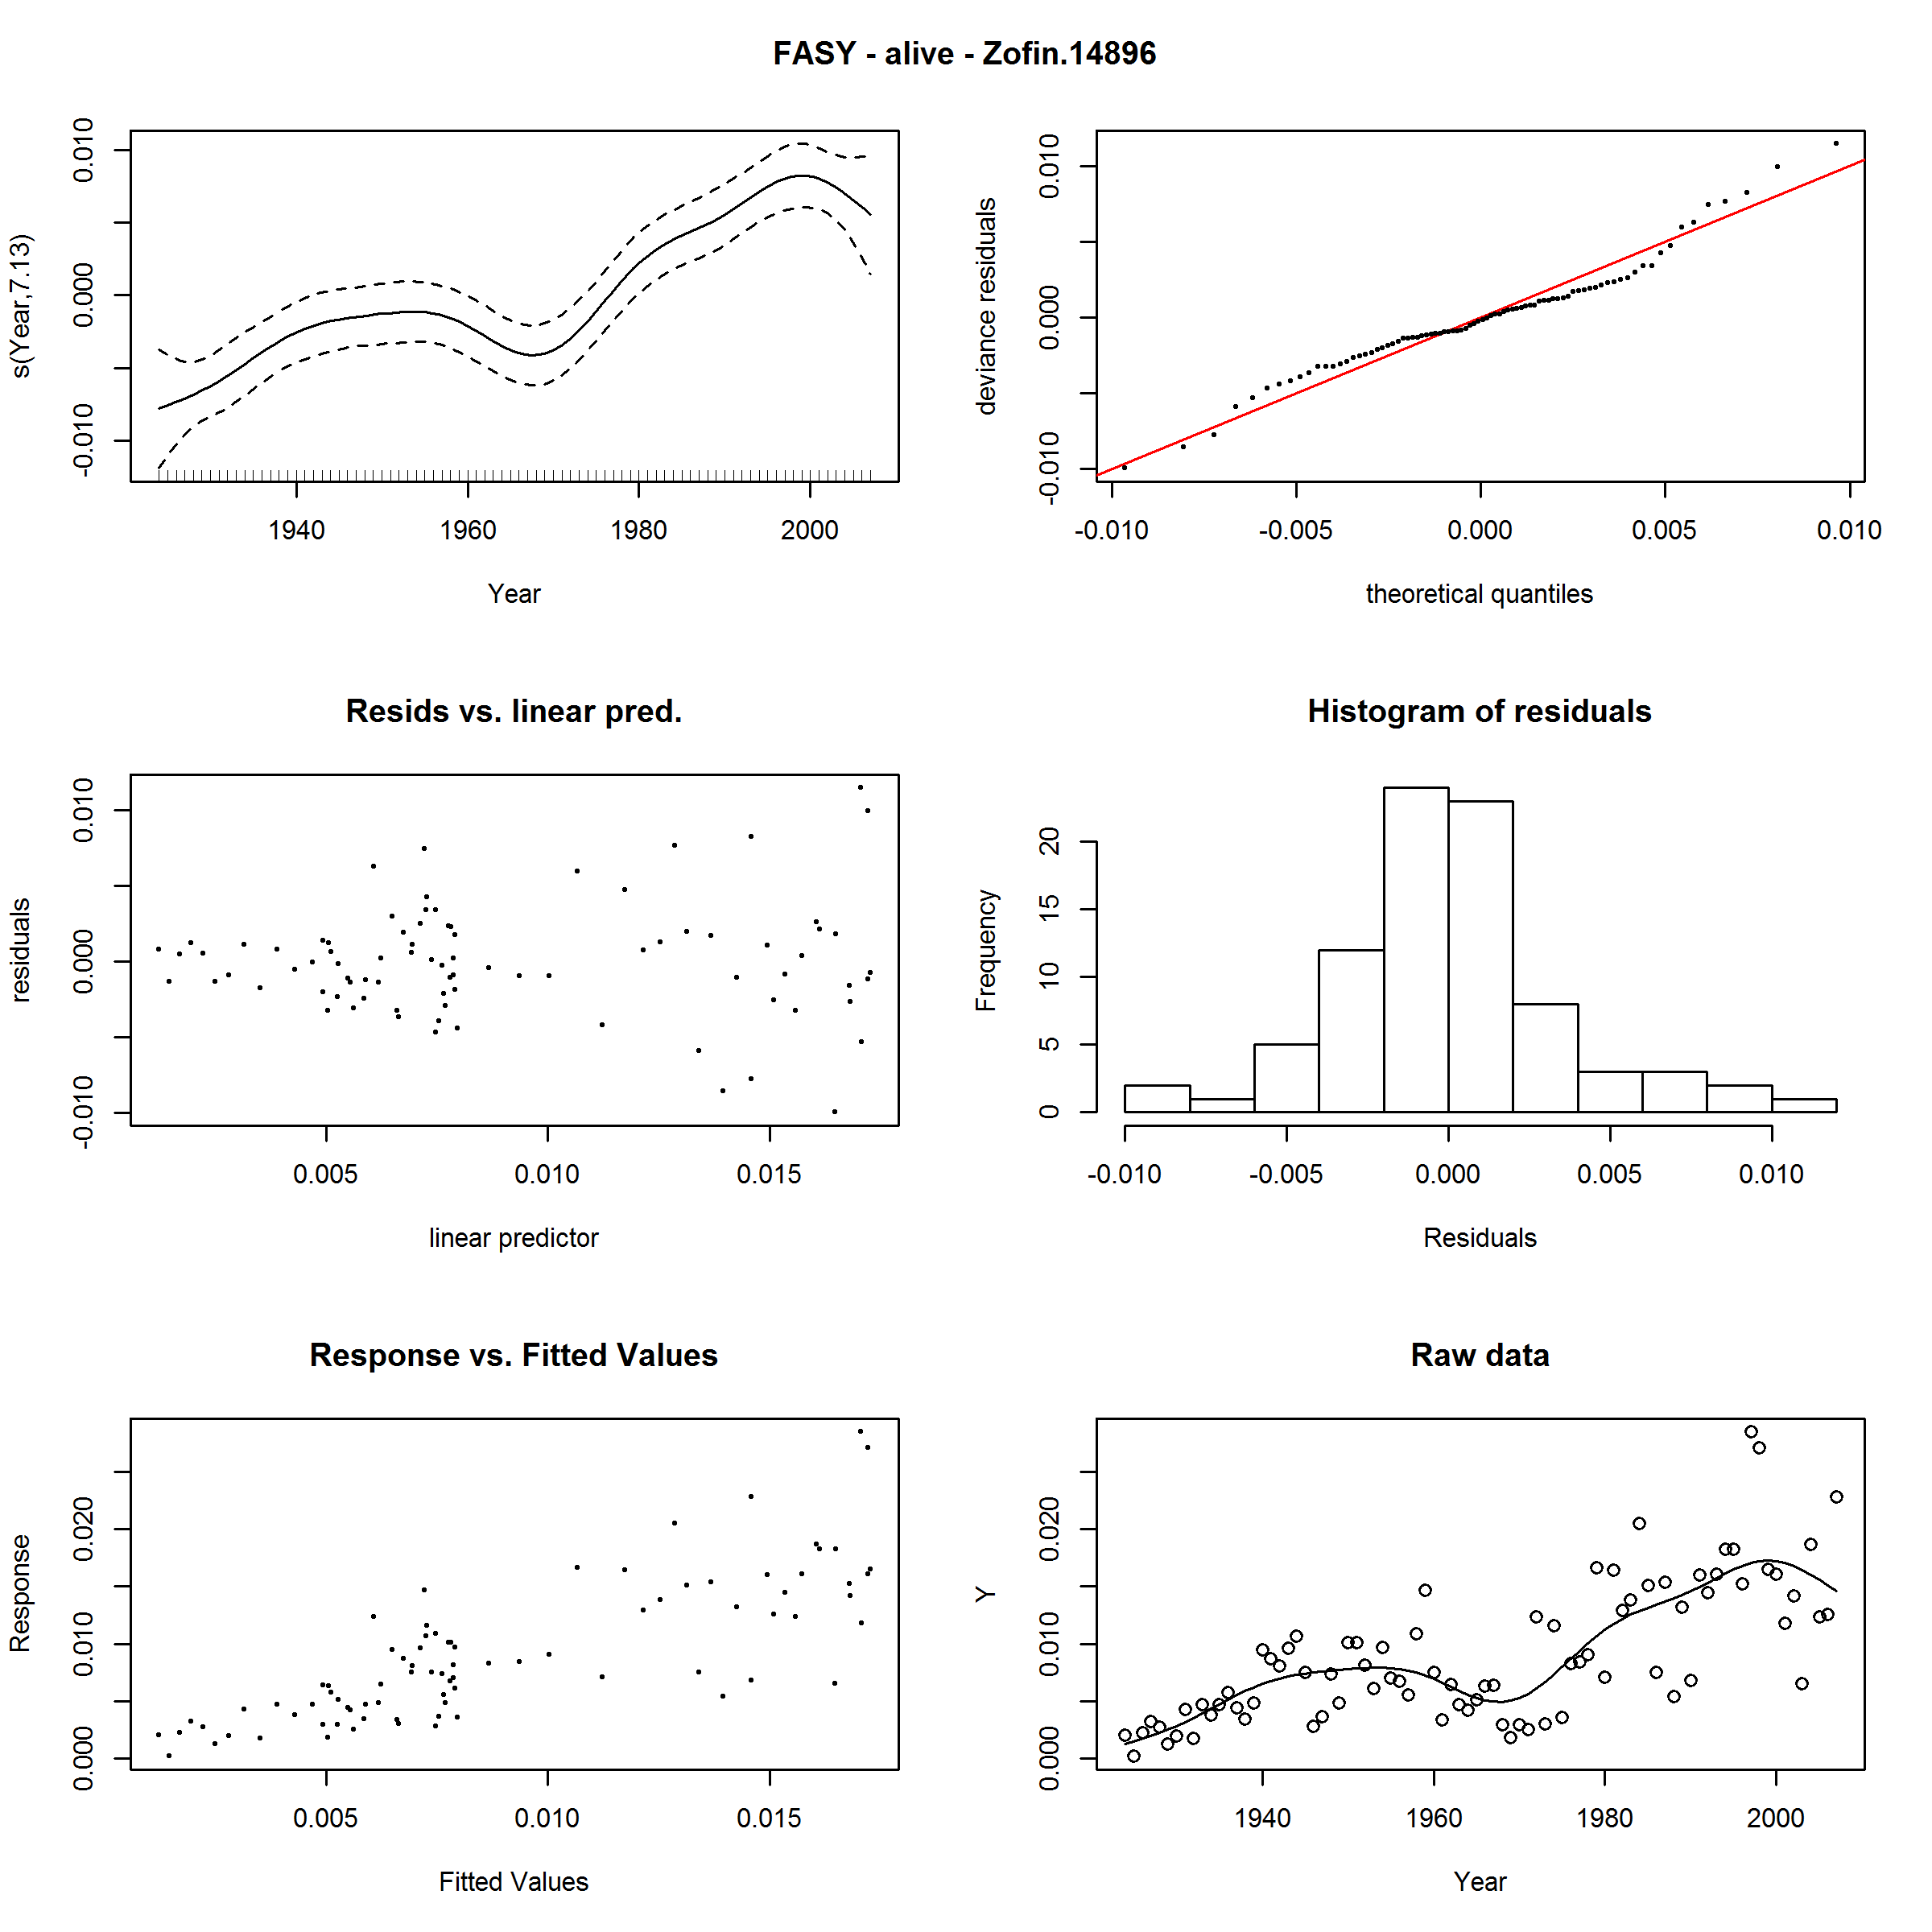 FASY - alive - Zofin.14896
s(Year,7.13)
-0.010 0.000 0.010
1940 1960 1980 2000
Year
deviance residuals
-0.010 0.000 0.010
-0.010 -0.005 0.000 0.005 0.010
theoretical quantiles
Resids vs. linear pred.
residuals
-0.010 0.000 0.010
0.005 0.010 0.015
linear predictor
Histogram of residuals
Frequency
0 5 10 15 20
-0.010 -0.005 0.000 0.005 0.010
Residuals
Response vs. Fitted Values
Response
0.000 0.010 0.020
0.005 0.010 0.015
Fitted Values
Raw data
Y
0.000 0.010 0.020
1940 1960 1980 2000
Year